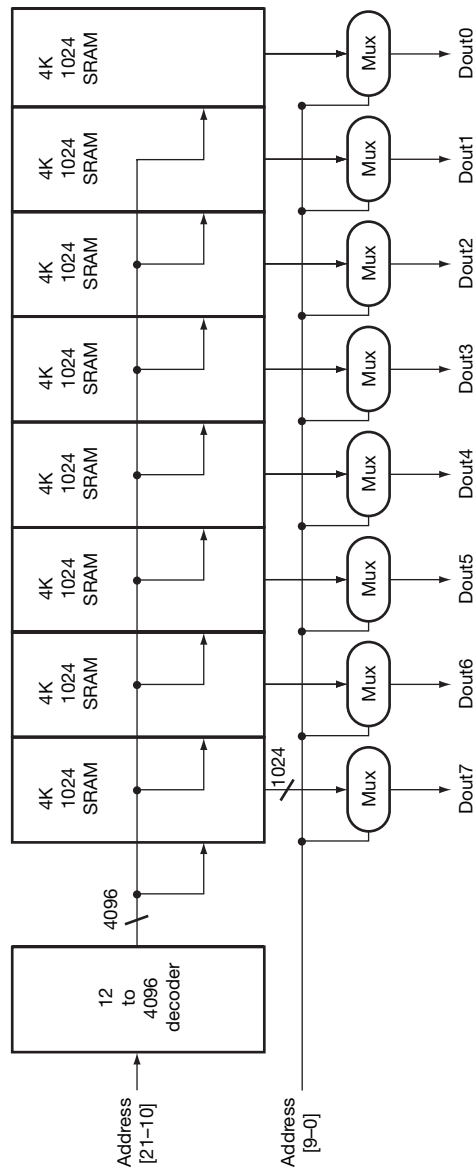 Address
[21–10]
12
to
4096
decoder
4096
4K
1024
SRAM
4K
1024
SRAM
4K
1024
SRAM
4K
1024
SRAM
4K
1024
SRAM
4K
1024
SRAM
4K
1024
SRAM
4K
1024
SRAM
1024
Address
[9–0]
Mux
Mux
Mux
Mux
Mux
Mux
Mux
Mux
Dout7
Dout6
Dout5
Dout4
Dout3
Dout2
Dout1
Dout0